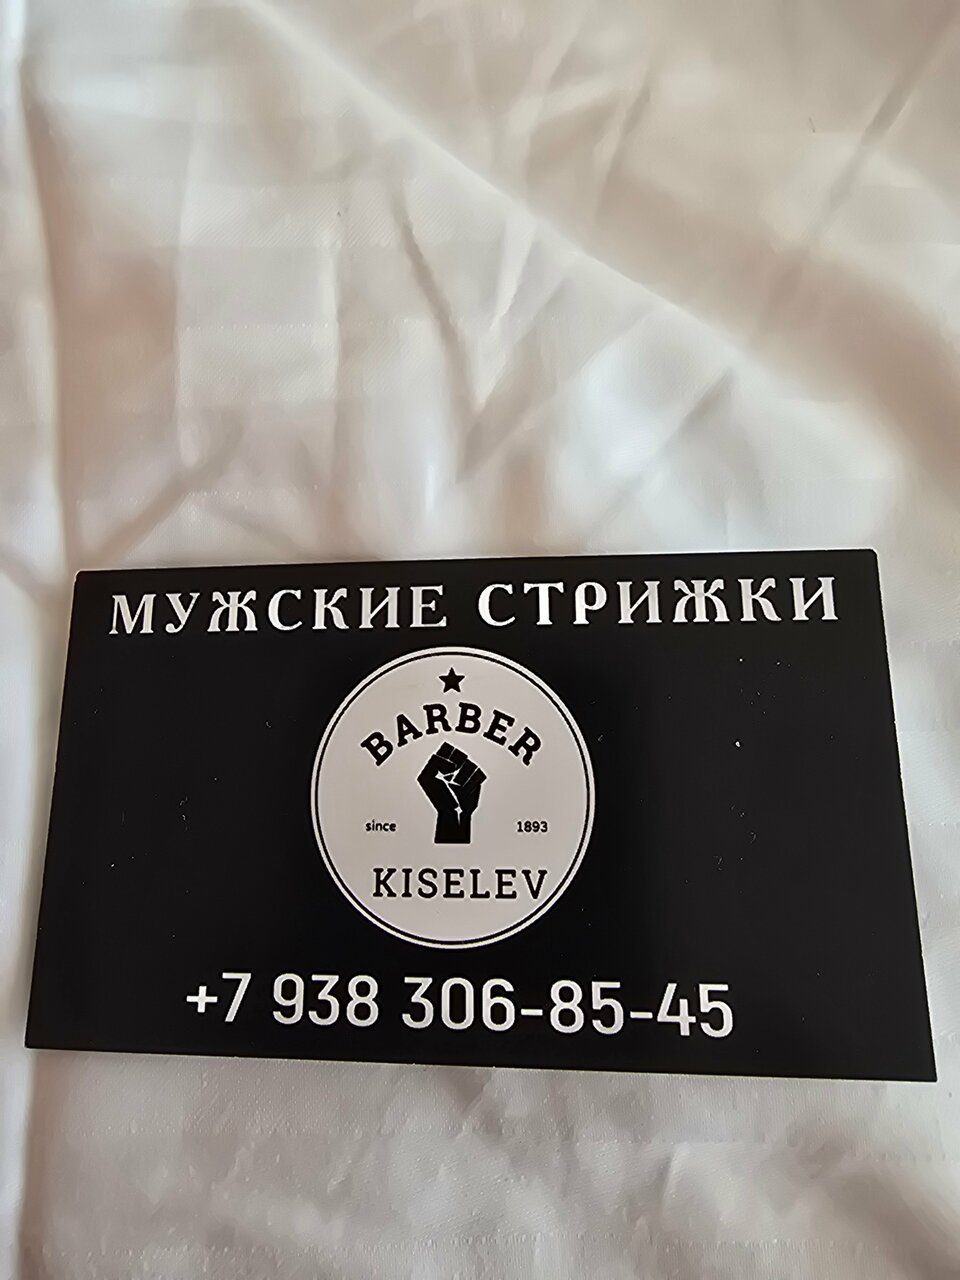 МУЖСКИЕ СТРИЖКИ
BARBER
since 1893
KISELEV
+7 938 306-85-45